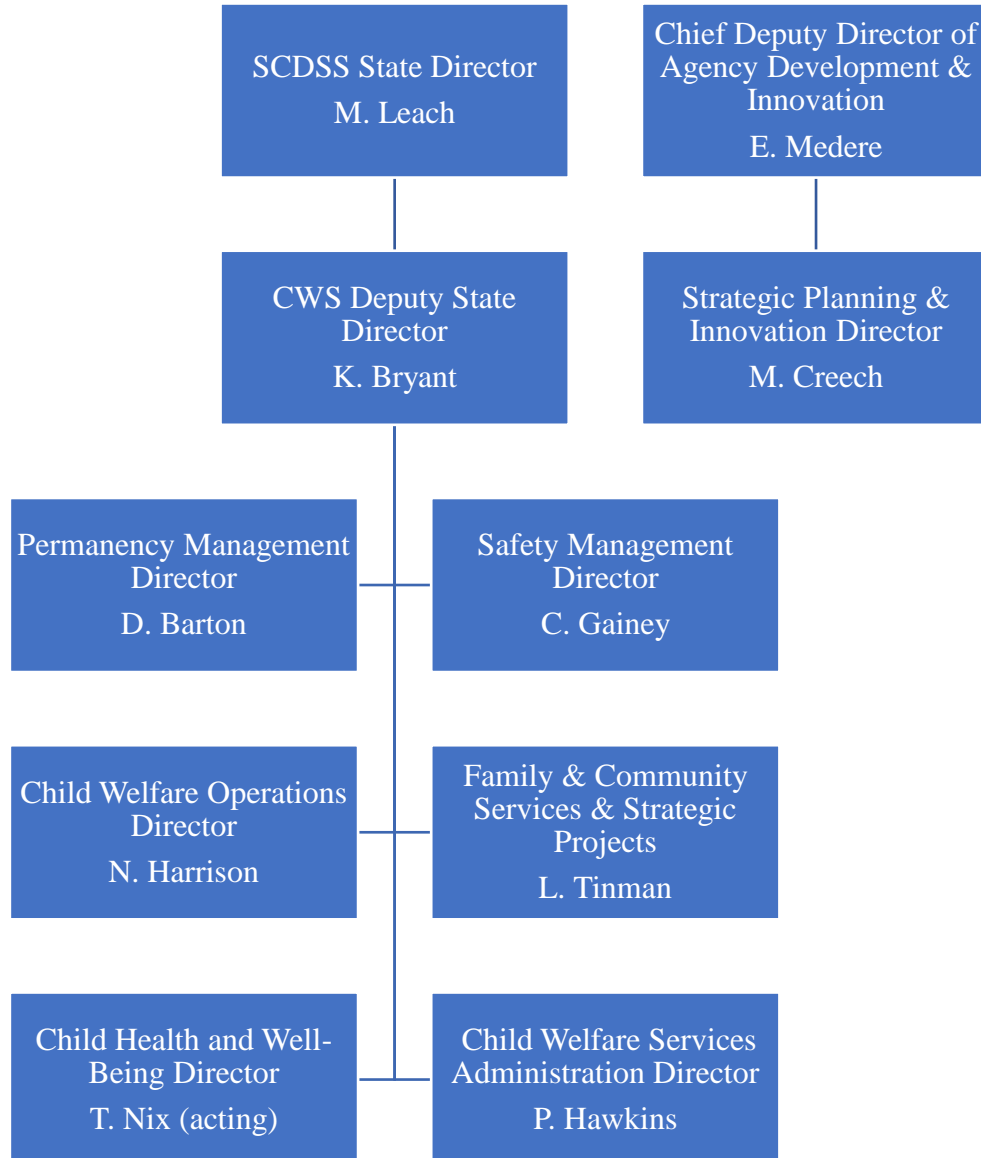 SCDSS State Director
M. Leach
Chief Deputy Director of
Agency Development &
Innovation
E. Medere
CWS Deputy State
Director
K. Bryant
Strategic Planning &
Innovation Director
M. Creech
Permanency Management
Director
D. Barton
Safety Management
Director
C. Gainey
Child Welfare Operations
Director
N. Harrison
Family & Community
Services & Strategic
Projects
L. Tinman
Child Health and Well-
Being Director
T. Nix (acting)
Child Welfare Services
Administration Director
P. Hawkins